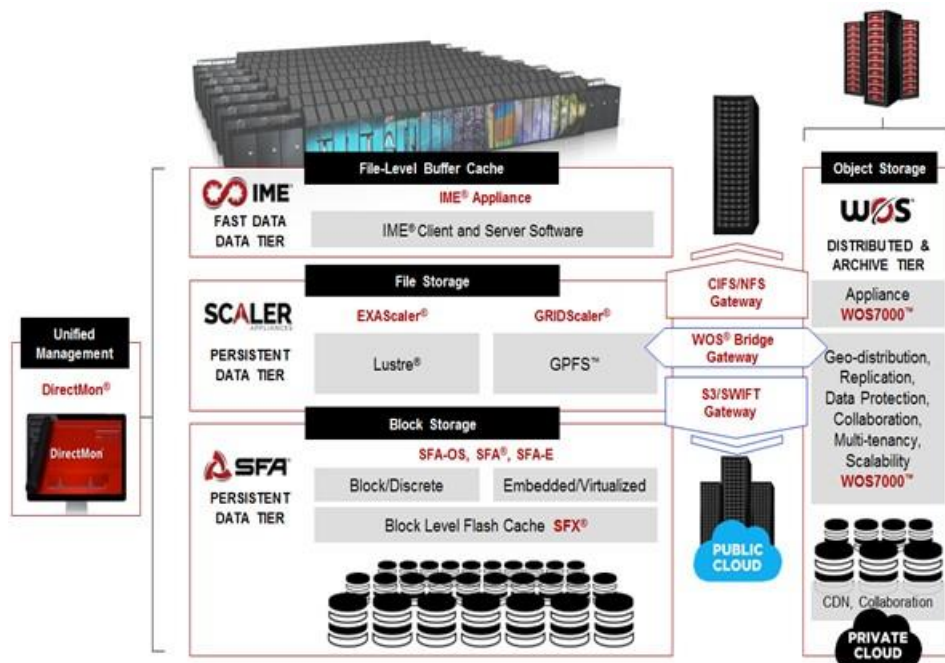 File-Level Buffer Cache
IME®
FAST DATA
DATA TIER
IME® Appliance
IME® Client and Server Software
File Storage
SCALER
APPLIANCES
PERSISTENT
DATA TIER
EXAScaler®
Lustre®
GRIDScaler®
GPFS™
Block Storage
SFA®
PERSISTENT
DATA TIER
SFA-OS, SFA®, SFA-E
Block/Discrete
Embedded/Virtualized
Block Level Flash Cache SFX®
Unified
Management
DirectMon®
DirectMon
CIFS/NFS
Gateway
WOS® Bridge
Gateway
S3/SWIFT
Gateway
PUBLIC
CLOUD
Object Storage
WOS®
DISTRIBUTED &
ARCHIVE TIER
Appliance
WOS7000™
Geo-distribution,
Replication,
Data Protection,
Collaboration,
Multi-tenancy,
Scalability
WOS7000™
CDN, Collaboration
PRIVATE
CLOUD